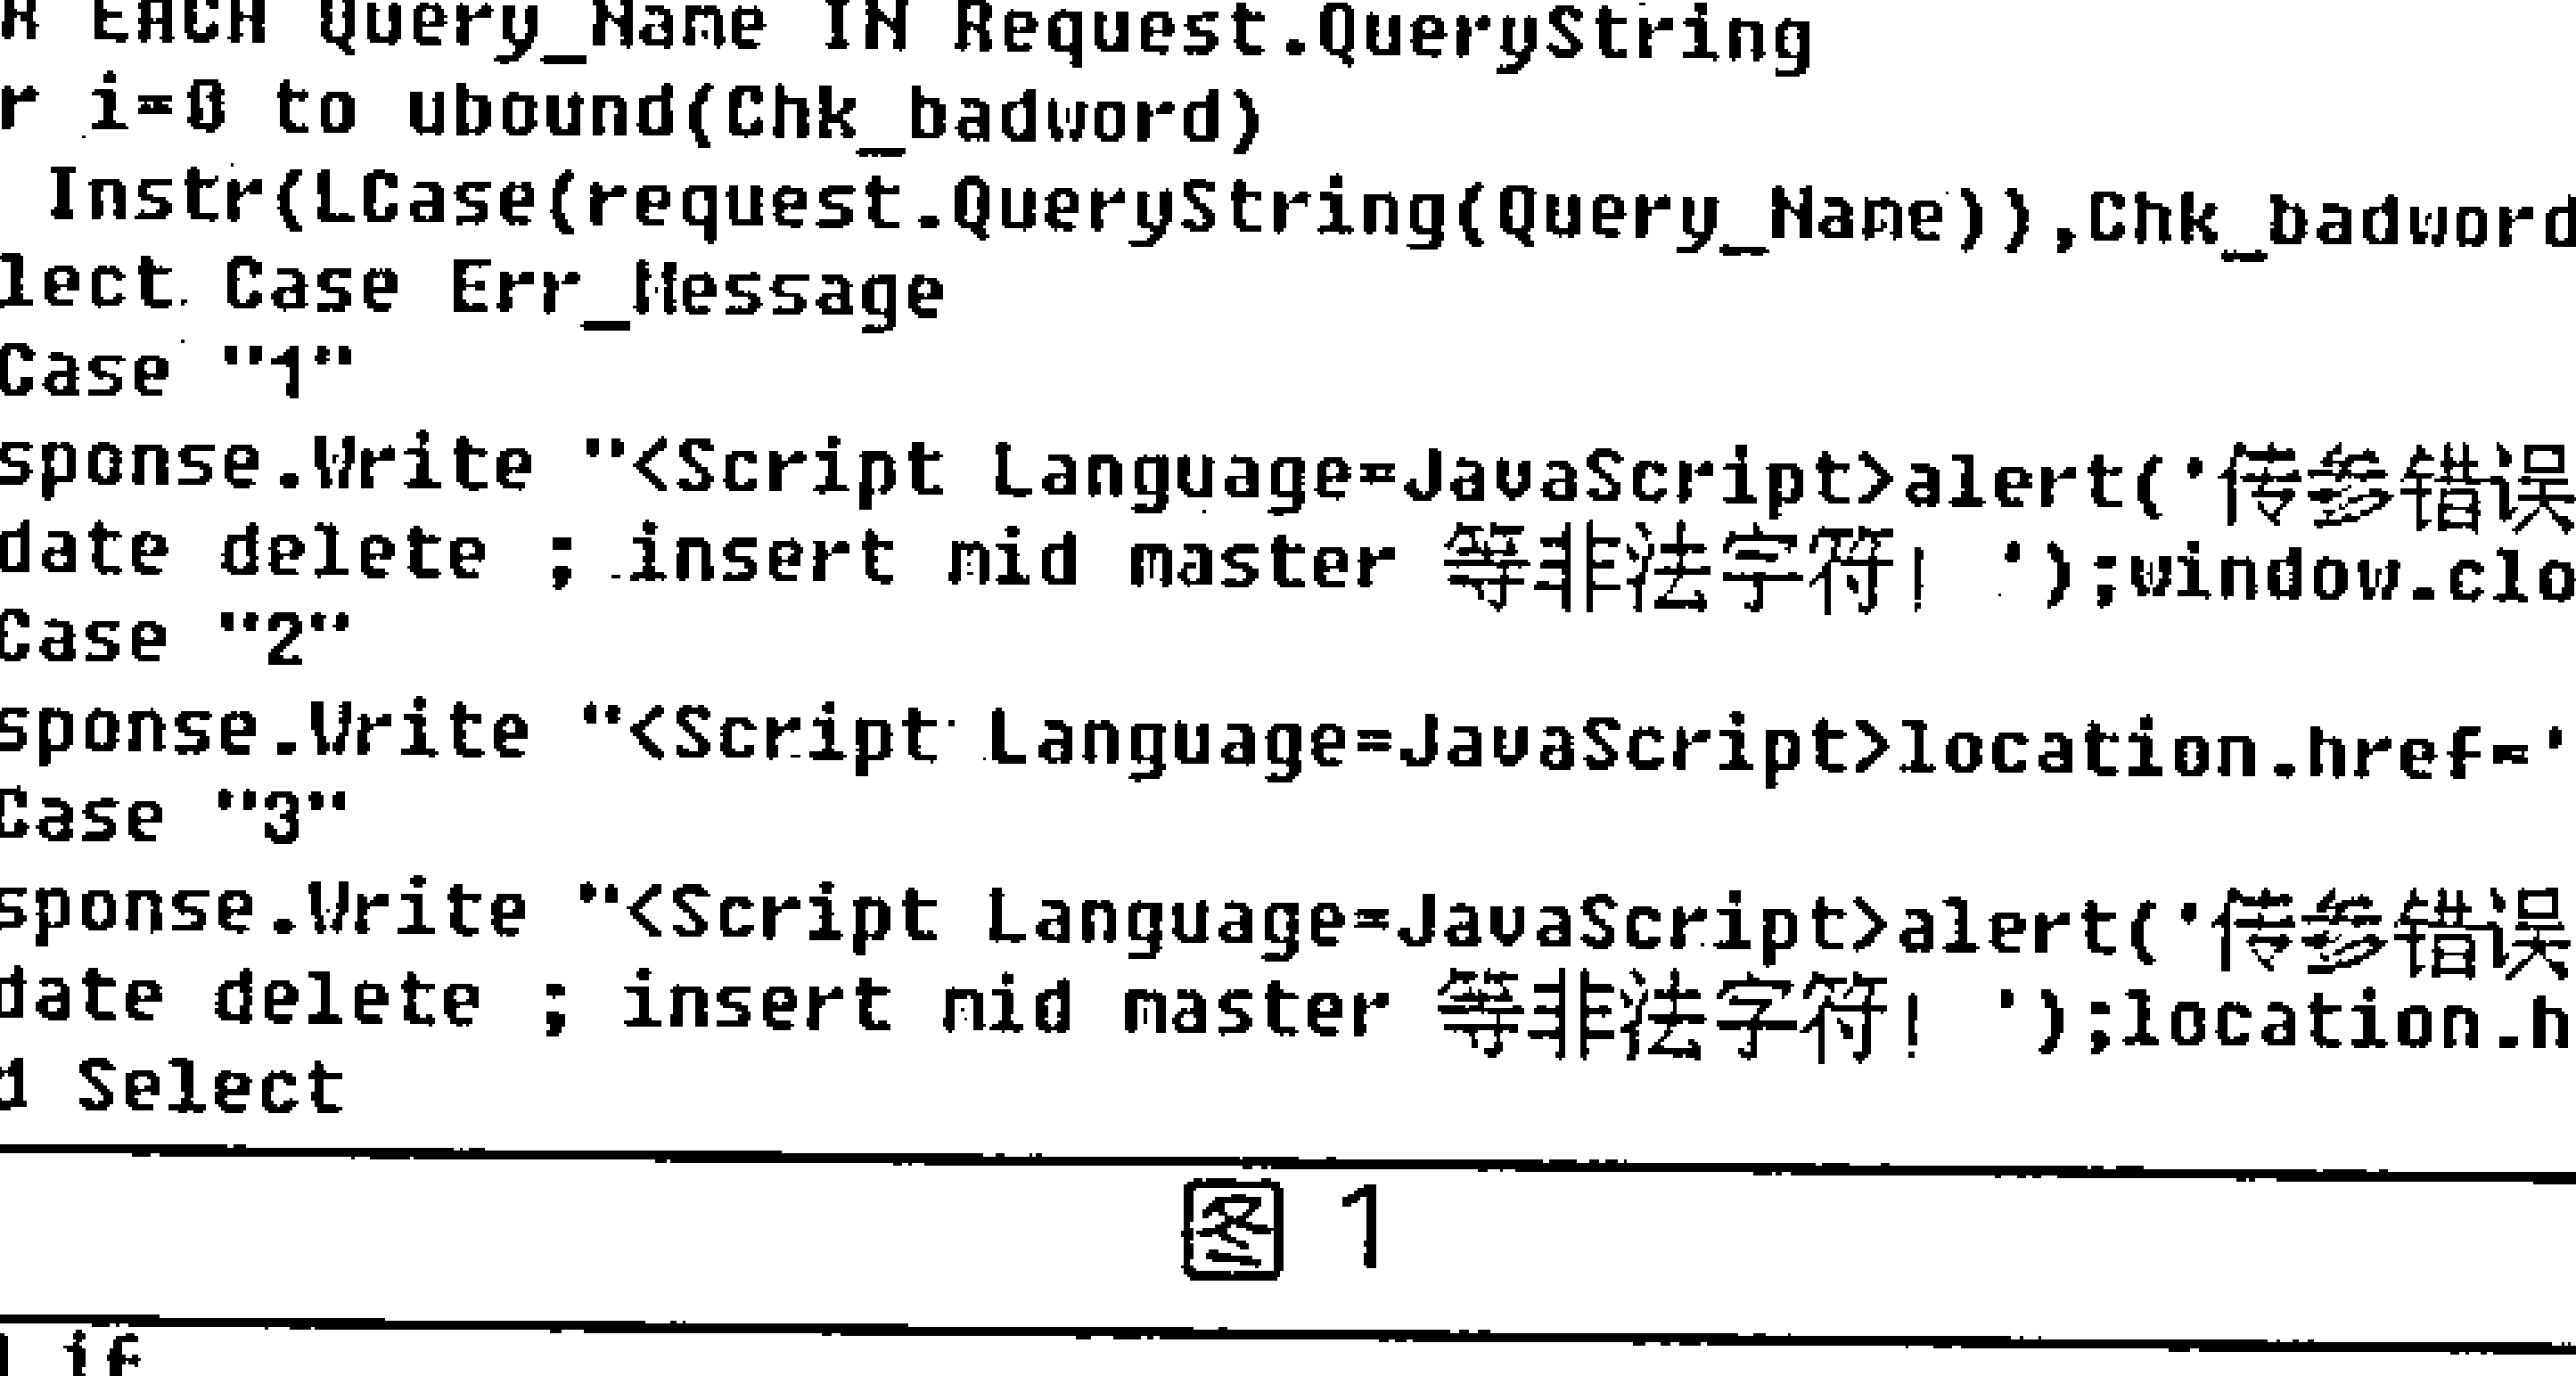 R EACH Query_Name IN Request.QueryString
r i=0 to ubound(Chk_badword)
Instr(LCase(request.QueryString(Query_Name)),Chk_badword
lect Case Err_Message
Case "1"
sponse.Write "<Script Language=JavaScript>alert('传参错误
date delete ; insert mid master 等非法字符! ');window.clo
Case "2"
sponse.Write "<Script Language=JavaScript>location.href='
Case "3"
sponse.Write "<Script Language=JavaScript>alert('传参错误
date delete ; insert mid master 等非法字符! ');location.h
d Select
图 1
d if